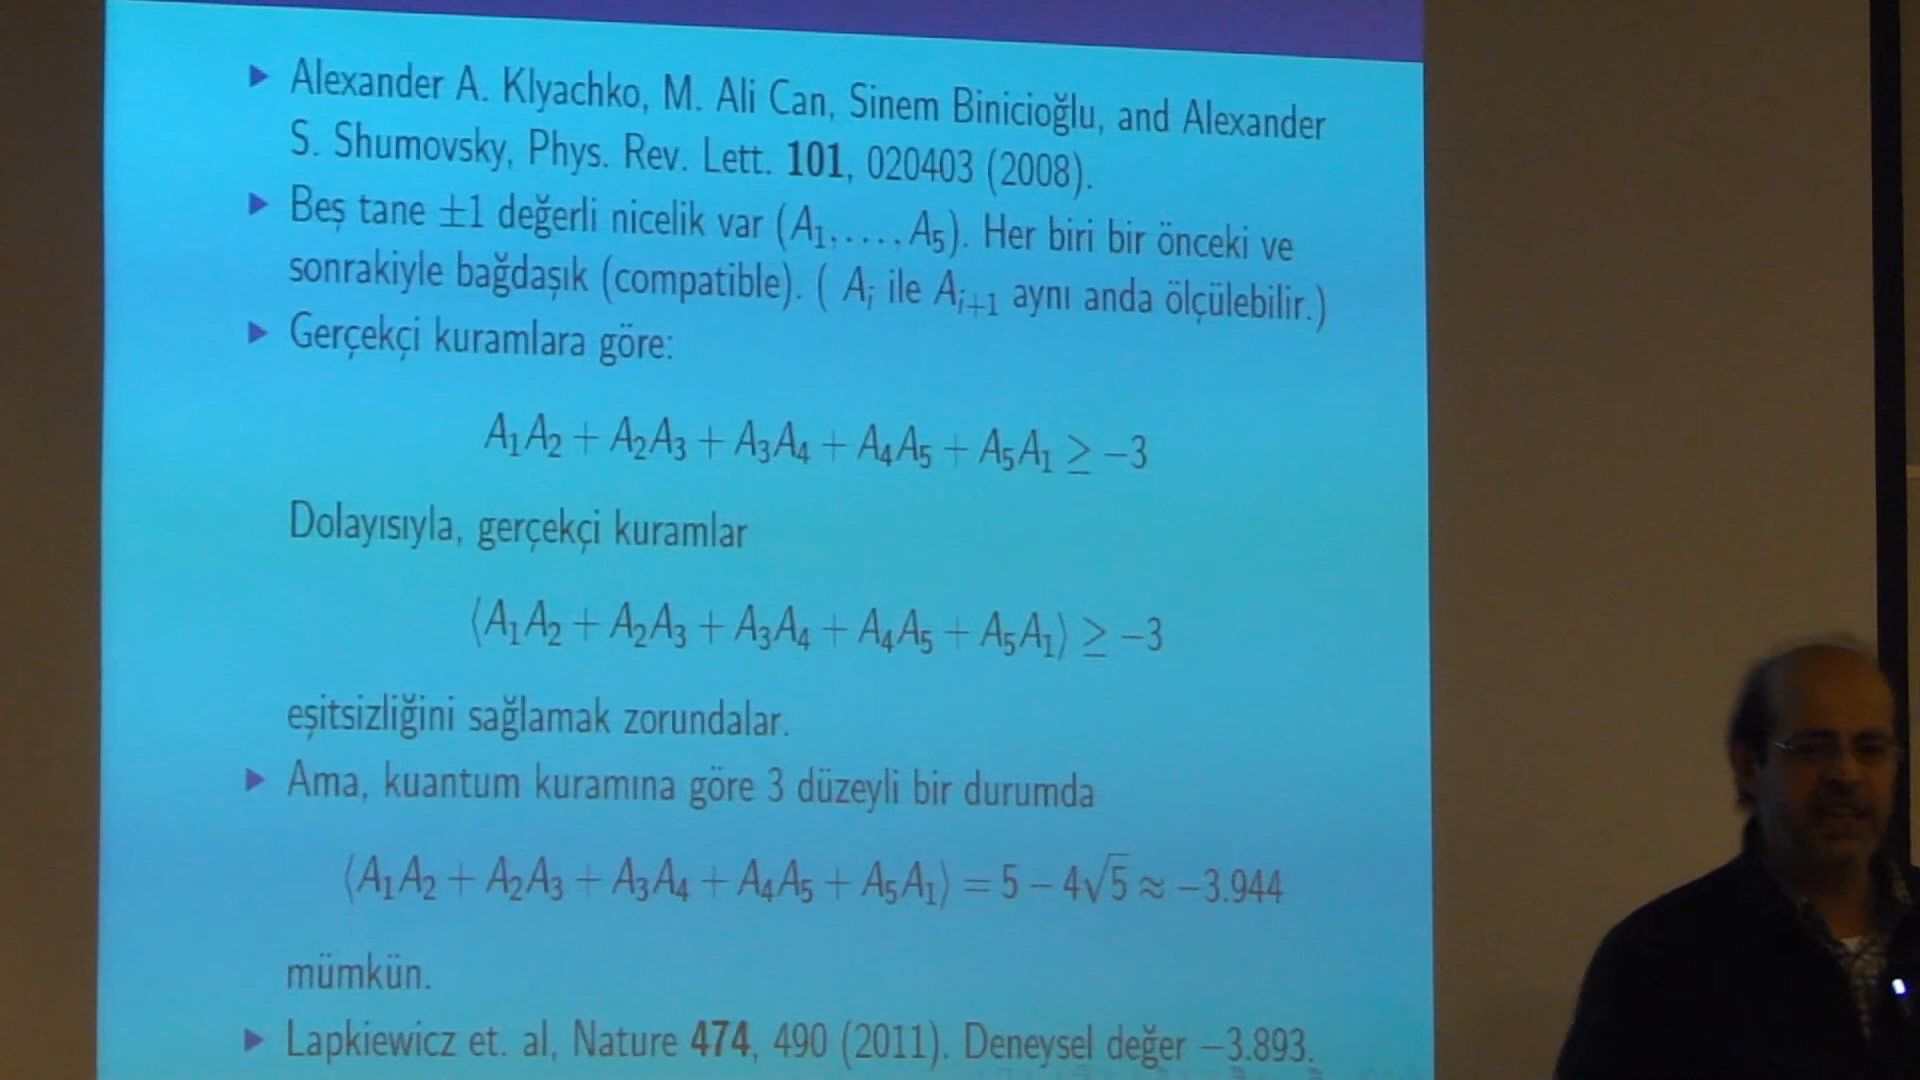 ▶ Alexander A. Klyachko, M. Ali Can, Sinem Binicioğlu, and Alexander
S. Shumovsky, Phys. Rev. Lett. 101, 020403 (2008).
▶ Beş tane ±1 değerli nicelik var (A₁, . . . , A₅). Her biri bir önceki ve
sonrakiyle bağdaşık (compatible). ( Aᵢ ile Aᵢ₊₁ aynı anda ölçülebilir.)
▶ Gerçekçi kuramlara göre:
A₁A₂ + A₂A₃ + A₃A₄ + A₄A₅ + A₅A₁ ≥ −3
Dolayısıyla, gerçekçi kuramlar
⟨A₁A₂ + A₂A₃ + A₃A₄ + A₄A₅ + A₅A₁⟩ ≥ −3
eşitsizliğini sağlamak zorundalar.
▶ Ama, kuantum kuramına göre 3 düzeyli bir durumda
⟨A₁A₂ + A₂A₃ + A₃A₄ + A₄A₅ + A₅A₁⟩ = 5 − 4√5 ≈ −3.944
mümkün.
▶ Lapkiewicz et. al, Nature 474, 490 (2011). Deneysel değer −3.893.